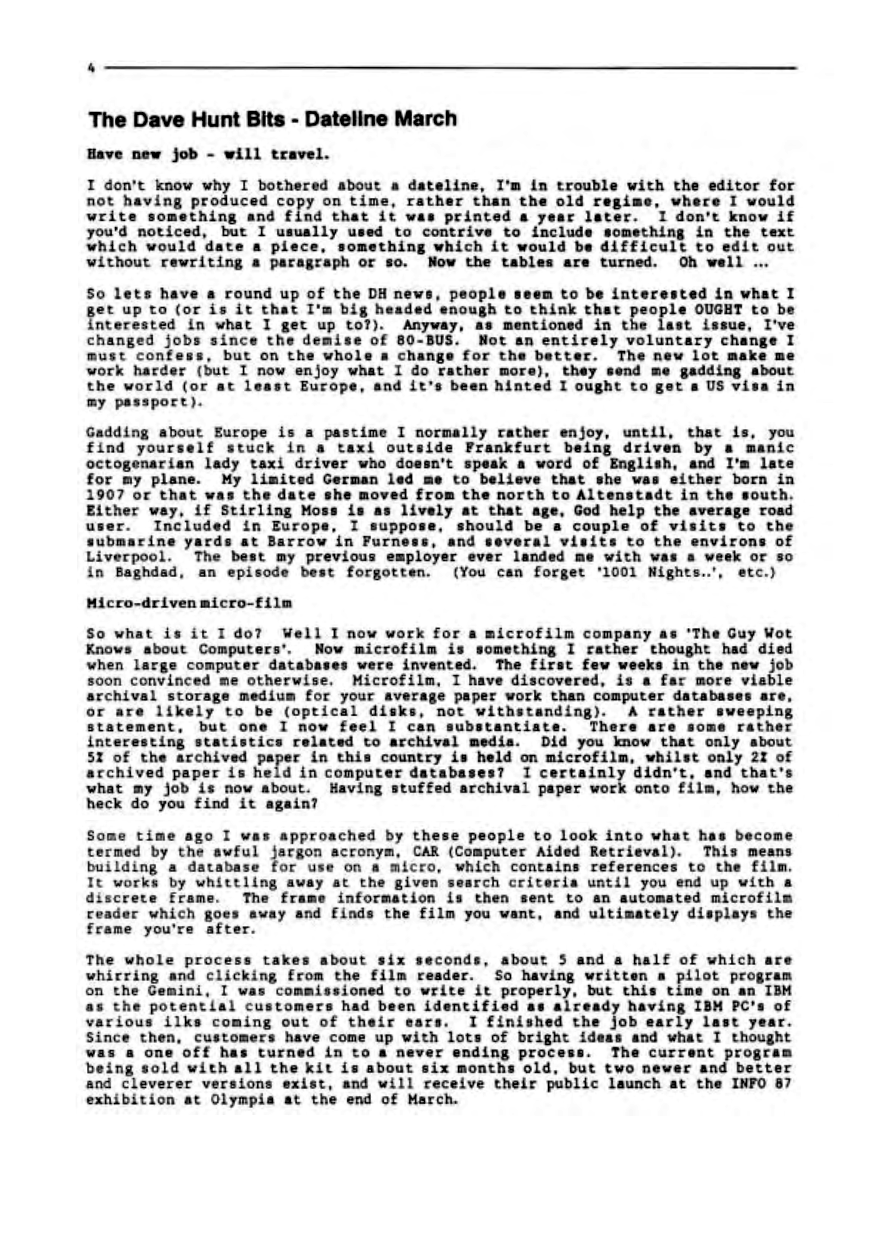 4
The Dave Hunt Bits - Dateline March
Have new job - will travel.
I don't know why I bothered about a dateline, I'm in trouble with the editor for
not having produced copy on time, rather than the old regime, where I would
write something and find that it was printed a year later. I don't know if
you'd noticed, but I usually used to contrive to include something in the text
which would date a piece, something which it would be difficult to edit out
without rewriting a paragraph or so. Now the tables are turned. Oh well ...
So lets have a round up of the DH news, people seem to be interested in what I
get up to (or is it that I'm big headed enough to think that people OUGHT to be
interested in what I get up to?). Anyway, as mentioned in the last issue, I've
changed jobs since the demise of 80-BUS. Not an entirely voluntary change I
must confess, but on the whole a change for the better. The new lot make me
work harder (but I now enjoy what I do rather more), they send me gadding about
the world (or at least Europe, and it's been hinted I ought to get a US visa in
my passport).
Gadding about Europe is a pastime I normally rather enjoy, until, that is, you
find yourself stuck in a taxi outside Frankfurt being driven by a manic
octogenarian lady taxi driver who doesn't speak a word of English, and I'm late
for my plane. My limited German led me to believe that she was either born in
1907 or that was the date she moved from the north to Altenstadt in the south.
Either way, if Stirling Moss is as lively at that age, God help the average road
user. Included in Europe, I suppose, should be a couple of visits to the
submarine yards at Barrow in Furness, and several visits to the environs of
Liverpool. The best my previous employer ever landed me with was a week or so
in Baghdad, an episode best forgotten. (You can forget '1001 Nights..', etc.)
Micro-driven micro-film
So what is it I do? Well I now work for a microfilm company as 'The Guy Wot
Knows about Computers'. Now microfilm is something I rather thought had died
when large computer databases were invented. The first few weeks in the new job
soon convinced me otherwise. Microfilm, I have discovered, is a far more viable
archival storage medium for your average paper work than computer databases are,
or are likely to be (optical disks, not withstanding). A rather sweeping
statement, but one I now feel I can substantiate. There are some rather
interesting statistics related to archival media. Did you know that only about
5% of the archived paper in this country is held on microfilm, whilst only 2% of
archived paper is held in computer databases? I certainly didn't, and that's
what my job is now about. Having stuffed archival paper work onto film, how the
heck do you find it again?
Some time ago I was approached by these people to look into what has become
termed by the awful jargon acronym, CAR (Computer Aided Retrieval). This means
building a database for use on a micro, which contains references to the film.
It works by whittling away at the given search criteria until you end up with a
discrete frame. The frame information is then sent to an automated microfilm
reader which goes away and finds the film you want, and ultimately displays the
frame you're after.
The whole process takes about six seconds, about 5 and a half of which are
whirring and clicking from the film reader. So having written a pilot program
on the Gemini, I was commissioned to write it properly, but this time on an IBM
as the potential customers had been identified as already having IBM PC's of
various ilks coming out of their ears. I finished the job early last year.
Since then, customers have come up with lots of bright ideas and what I thought
was a one off has turned in to a never ending process. The current program
being sold with all the kit is about six months old, but two newer and better
and cleverer versions exist, and will receive their public launch at the INFO 87
exhibition at Olympia at the end of March.